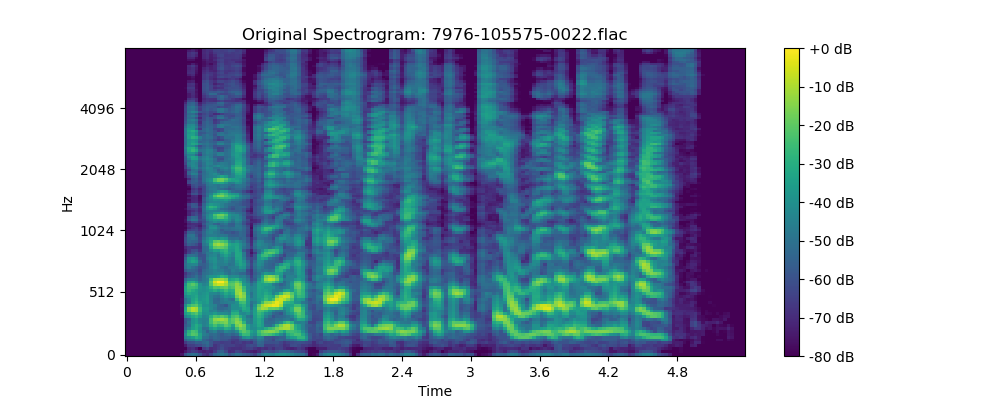 Original Spectrogram: 7976-105575-0022.flac
Hz
4096
2048
1024
512
0
0 0.6 1.2 1.8 2.4 3 3.6 4.2 4.8
Time
+0 dB
-10 dB
-20 dB
-30 dB
-40 dB
-50 dB
-60 dB
-70 dB
-80 dB